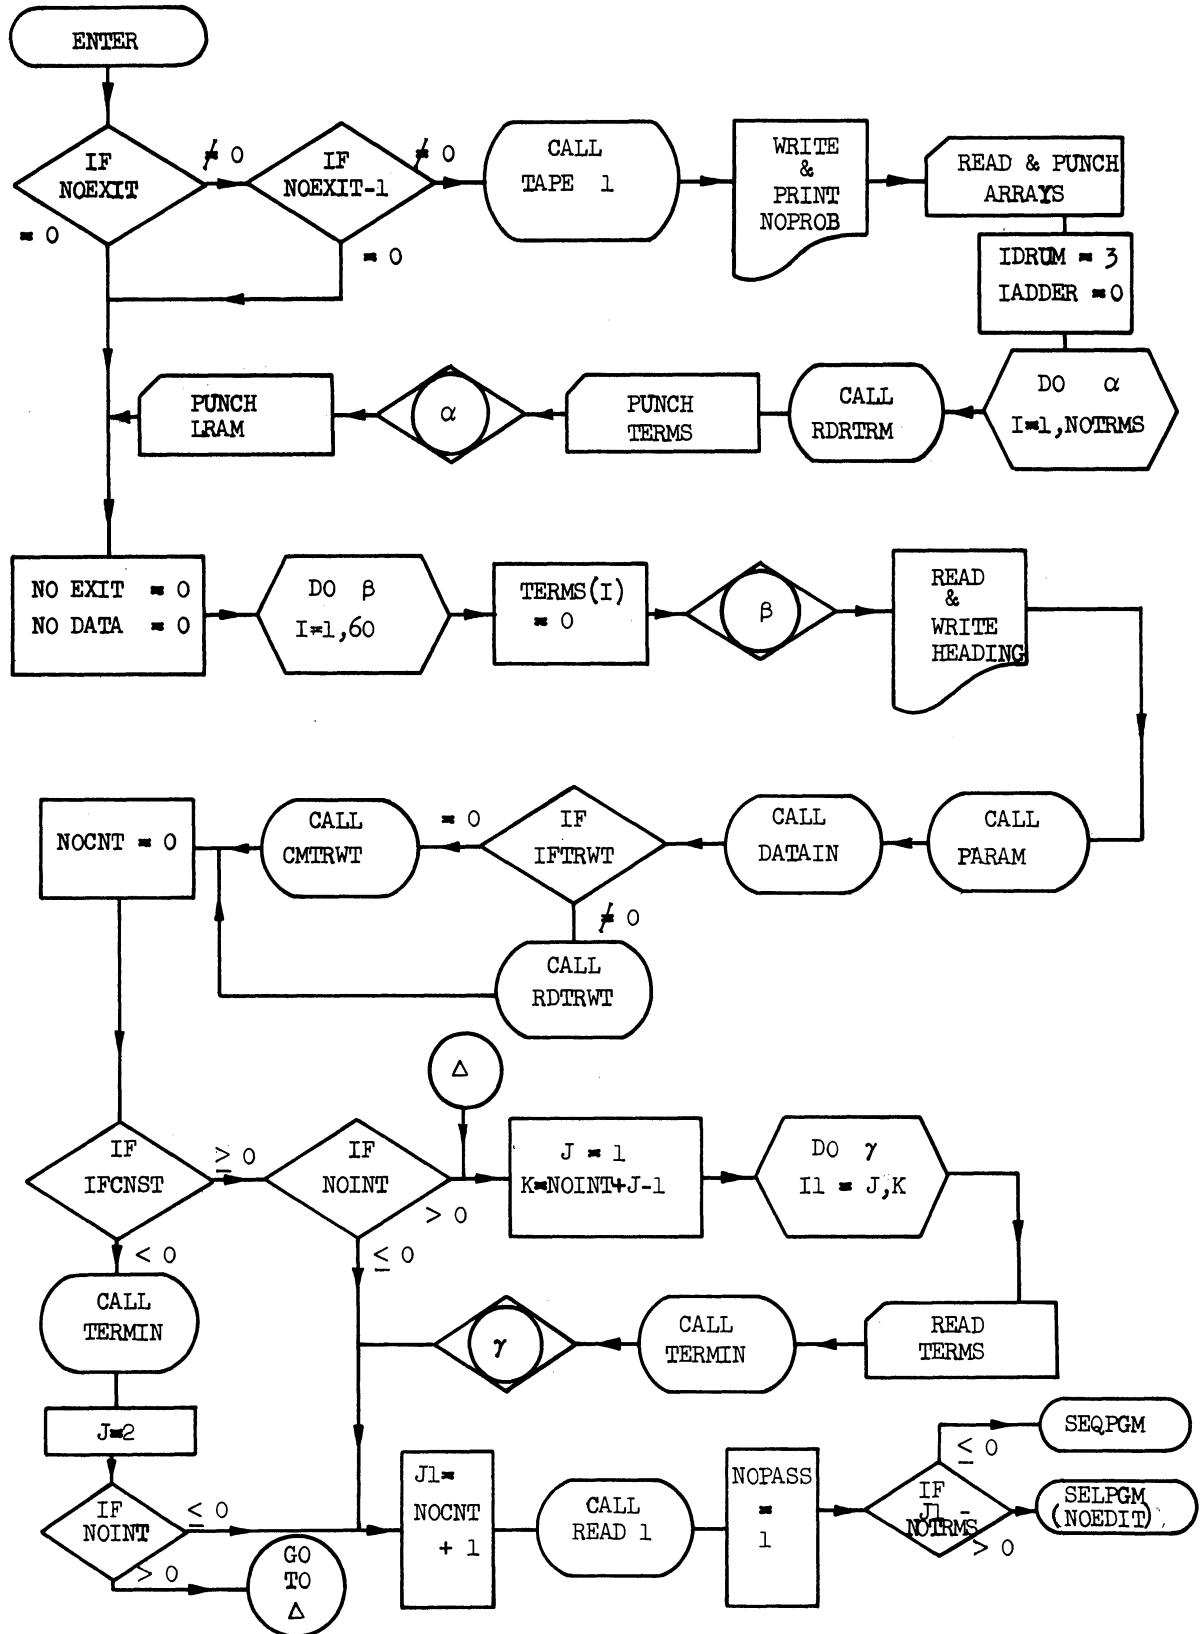 ENTER
IF
NOEXIT
≠ 0
= 0
IF
NOEXIT-1
≠ 0
= 0
CALL
TAPE 1
WRITE
&
PRINT
NOPROB
READ & PUNCH
ARRAYS
IDRUM = 3
IADDER = 0
DO α
I=1,NOTRMS
CALL
RDRTRM
PUNCH
TERMS
α
PUNCH
LRAM
NO EXIT = 0
NO DATA = 0
DO β
I=1,60
TERMS(I)
= 0
β
READ
&
WRITE
HEADING
CALL
PARAM
CALL
DATAIN
IF
IFTRWT
= 0
≠ 0
CALL
CMTRWT
CALL
RDTRWT
NOCNT = 0
IF
IFCNST
≥ 0
< 0
IF
NOINT
> 0
≤ 0
Δ
J = 1
K=NOINT+J-1
DO γ
I1 = J,K
READ
TERMS
CALL
TERMIN
γ
CALL
TERMIN
J=2
IF
NOINT
≤ 0
> 0
GO
TO
Δ
J1=
NOCNT
+ 1
CALL
READ 1
NOPASS
=
1
IF
J1 -
NOTRMS
≤ 0
> 0
SEQPGM
SELPGM
(NOEDIT)